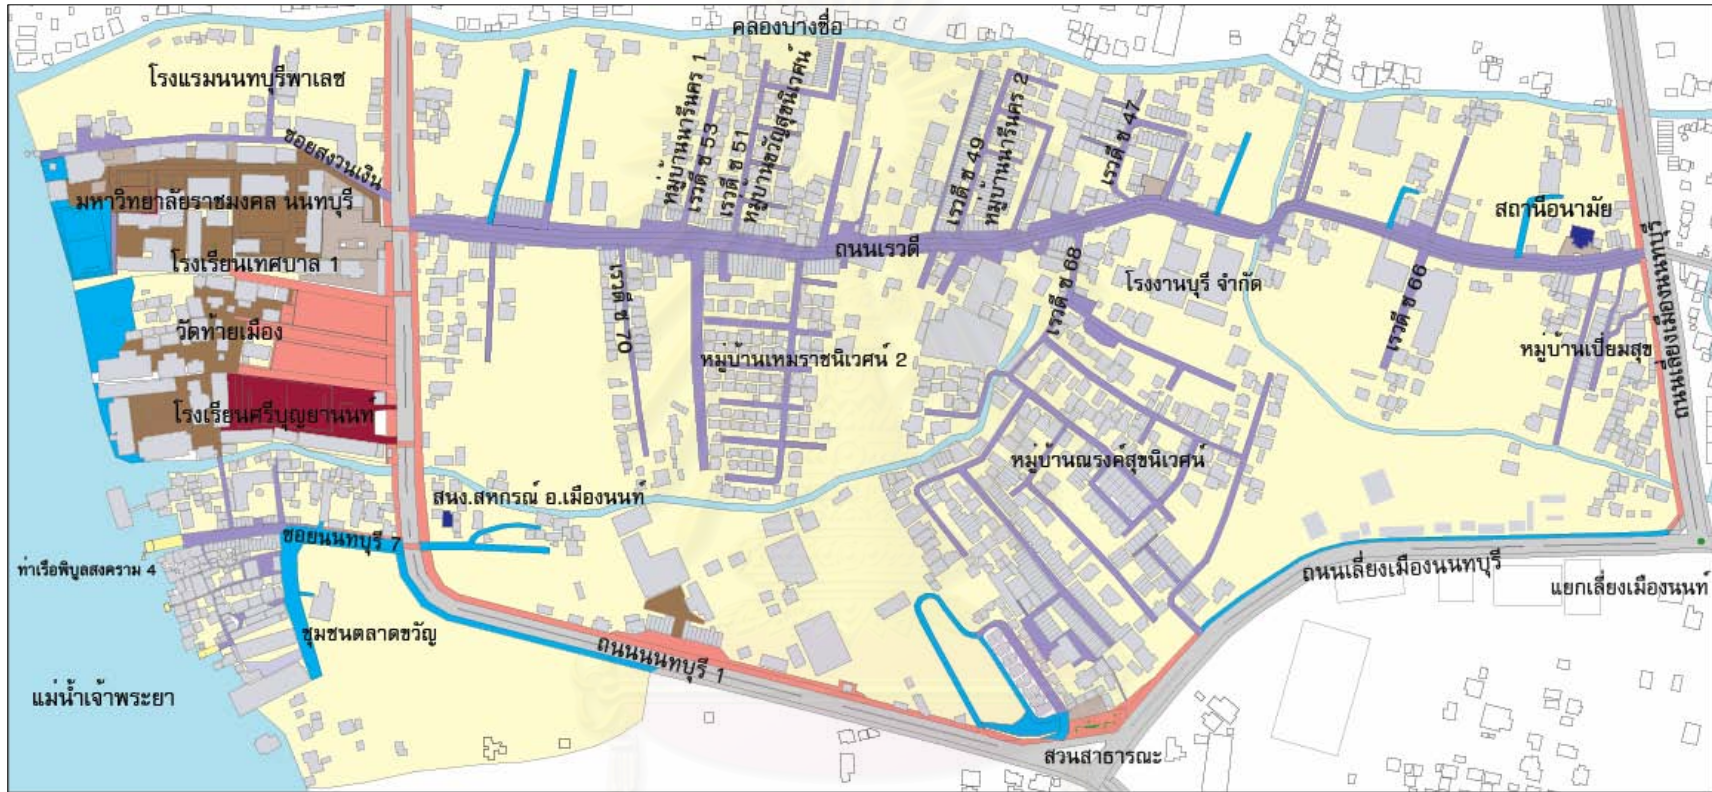 คลองบางซื่อ
โรงแรมนนทบุรีพาเลซ
ซอยสงวนเงิน
หมู่บ้านนารีนคร 1
เรวดี ซ 53
เรวดี ซ 51
หมู่บ้านขวัญสุขนิเวศน์
เรวดี ซ 49
หมู่บ้านนารีนคร 2
เรวดี ซ 47
มหาวิทยาลัยราชมงคล นนทบุรี
สถานีอนามัย
ถนนเรวดี
โรงเรียนเทศบาล 1
เรวดี ซ 70
เรวดี ซ 68
โรงงานบุรี จำกัด
เรวดี ซ 66
ถนนเลี่ยงเมืองนนทบุรี
วัดท้ายเมือง
หมู่บ้านเทมราชนิเวศน์ 2
หมู่บ้านเปี่ยมสุข
โรงเรียนศรีบุญยานนท์
หมู่บ้านณรงค์สุขนิเวศน์
สนง.สหกรณ์ อ.เมืองนนท์
ซอยนนทบุรี 7
ท่าเรือพิบูลสงคราม 4
ถนนเลี่ยงเมืองนนทบุรี
แยกเลี่ยงเมืองนนท์
ชุมชนตลาดขวัญ
ถนนนนทบุรี 1
แม่น้ำเจ้าพระยา
สวนสาธารณะ